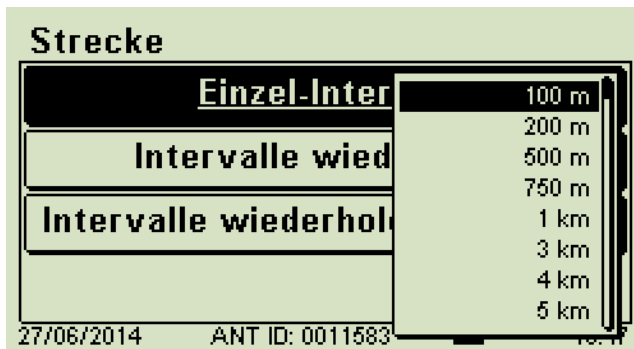 Strecke
Einzel-Inter
Intervalle wied
Intervalle wiederhol
100 m
200 m
500 m
750 m
1 km
3 km
4 km
5 km
27/06/2014 ANT ID: 0011583